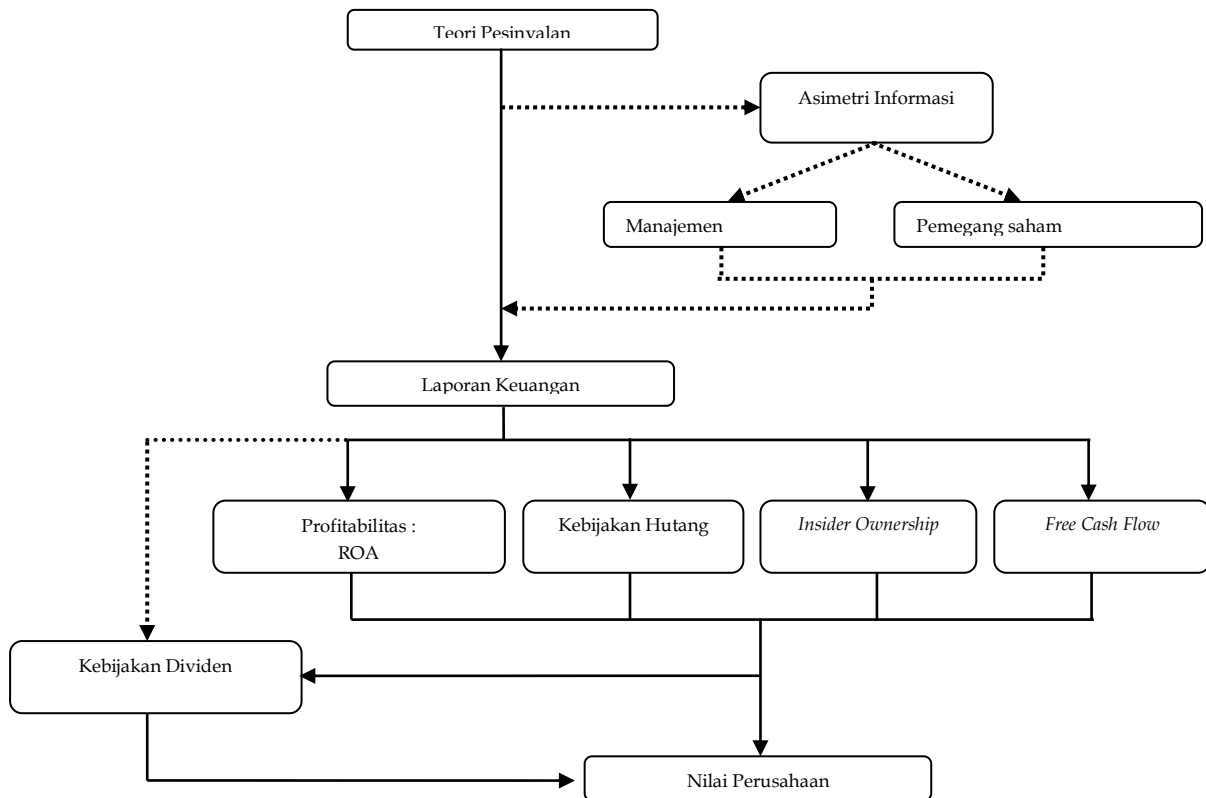 Teori Pesinyalan
Asimetri Informasi
Manajemen
Pemegang saham
Laporan Keuangan
Profitabilitas :
ROA
Kebijakan Hutang
Insider Ownership
Free Cash Flow
Kebijakan Dividen
Nilai Perusahaan